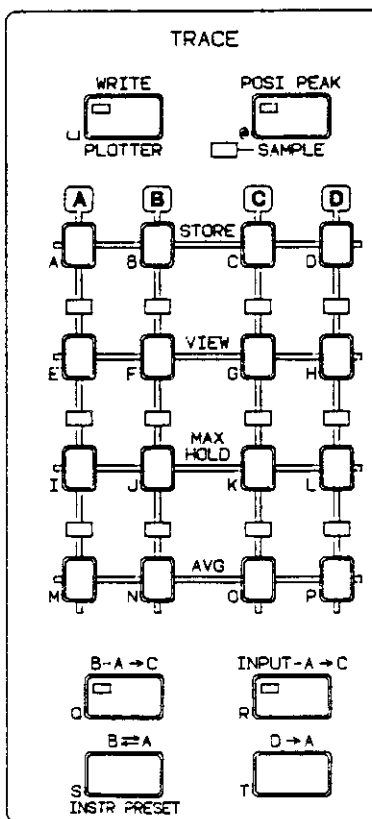 TRACE
WRITE POSI PEAK
⊔ @
PLOTTER SAMPLE
A B C D
STORE
A B C D
VIEW
E F G H
MAX
HOLD
I J K L
AVG
M N O P
B-A→C INPUT-A→C
Q R
B⇄A D→A
S T
INSTR PRESET